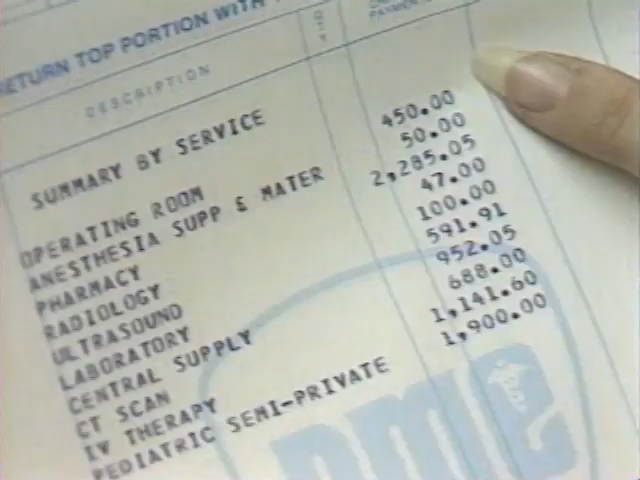 RETURN TOP PORTION WITH
QTY
PAYMENTS
DESCRIPTION
SUMMARY BY SERVICE
OPERATING ROOM 450.00
ANESTHESIA SUPP & MATER 50.00
PHARMACY 2,285.05
RADIOLOGY 47.00
ULTRASOUND 100.00
LABORATORY 591.91
CENTRAL SUPPLY 952.05
CT SCAN 688.00
IV THERAPY 1,141.60
PEDIATRIC SEMI-PRIVATE 1,900.00